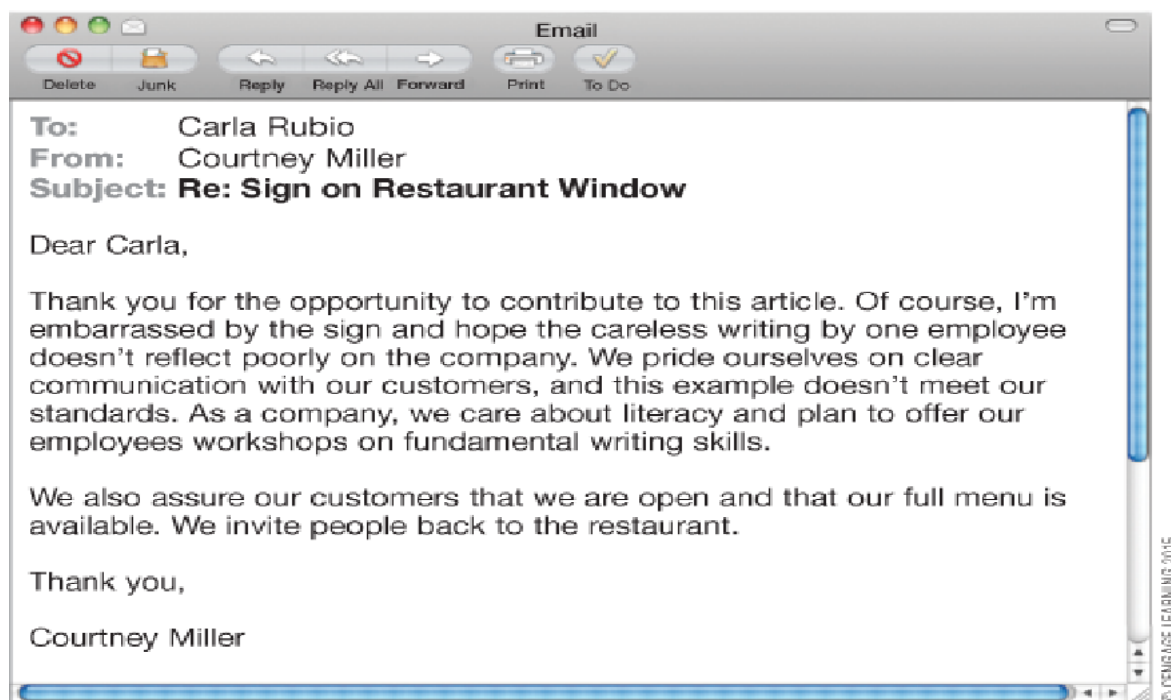 Email
Delete Junk Reply Reply All Forward Print To Do
To: Carla Rubio
From: Courtney Miller
Subject: Re: Sign on Restaurant Window
Dear Carla,
Thank you for the opportunity to contribute to this article. Of course, I'm
embarrassed by the sign and hope the careless writing by one employee
doesn't reflect poorly on the company. We pride ourselves on clear
communication with our customers, and this example doesn't meet our
standards. As a company, we care about literacy and plan to offer our
employees workshops on fundamental writing skills.
We also assure our customers that we are open and that our full menu is
available. We invite people back to the restaurant.
Thank you,
Courtney Miller
© CENGAGE LEARNING 2015